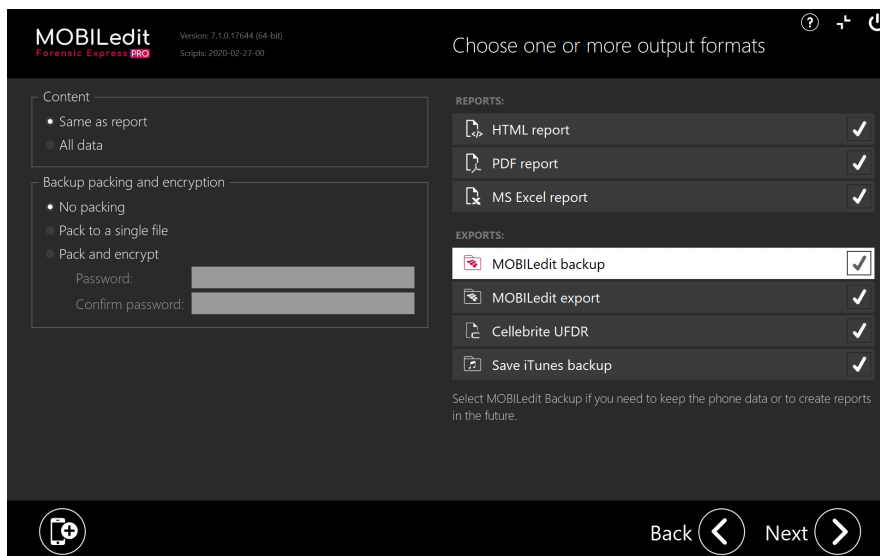 MOBILedit
Forensic Express PRO
Version: 7.1.0.17644 (64-bit)
Scripts: 2020-02-27-00
Choose one or more output formats
?
Content
Same as report
All data
Backup packing and encryption
No packing
Pack to a single file
Pack and encrypt
Password:
Confirm password:
REPORTS:
HTML report
PDF report
MS Excel report
EXPORTS:
MOBILedit backup
MOBILedit export
Cellebrite UFDR
Save iTunes backup
Select MOBILedit Backup if you need to keep the phone data or to create reports
in the future.
Back
Next